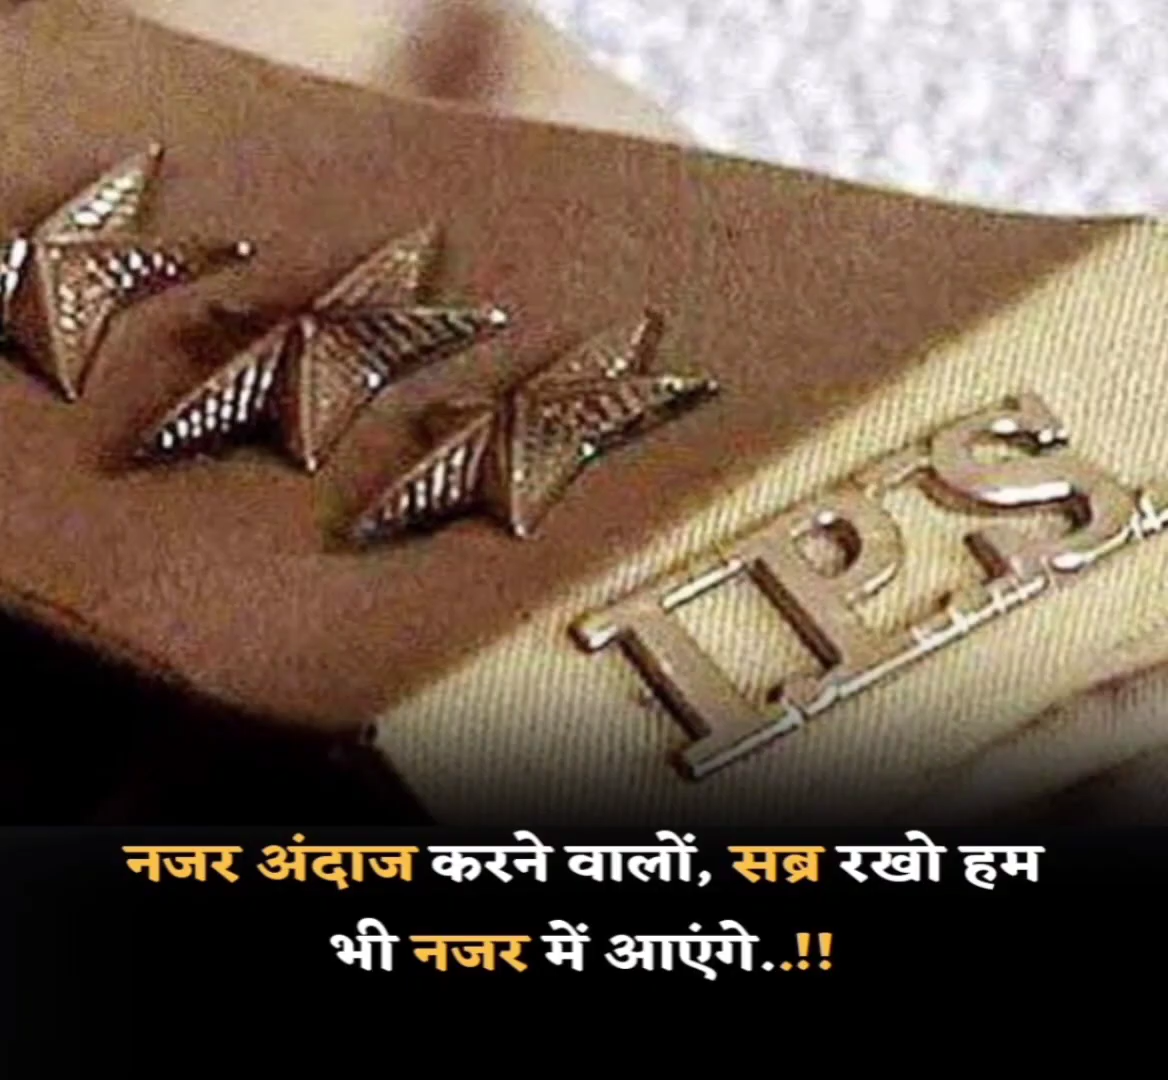 IPS
नजर अंदाज करने वालों, सब्र रखो हम
भी नजर में आएंगे..!!